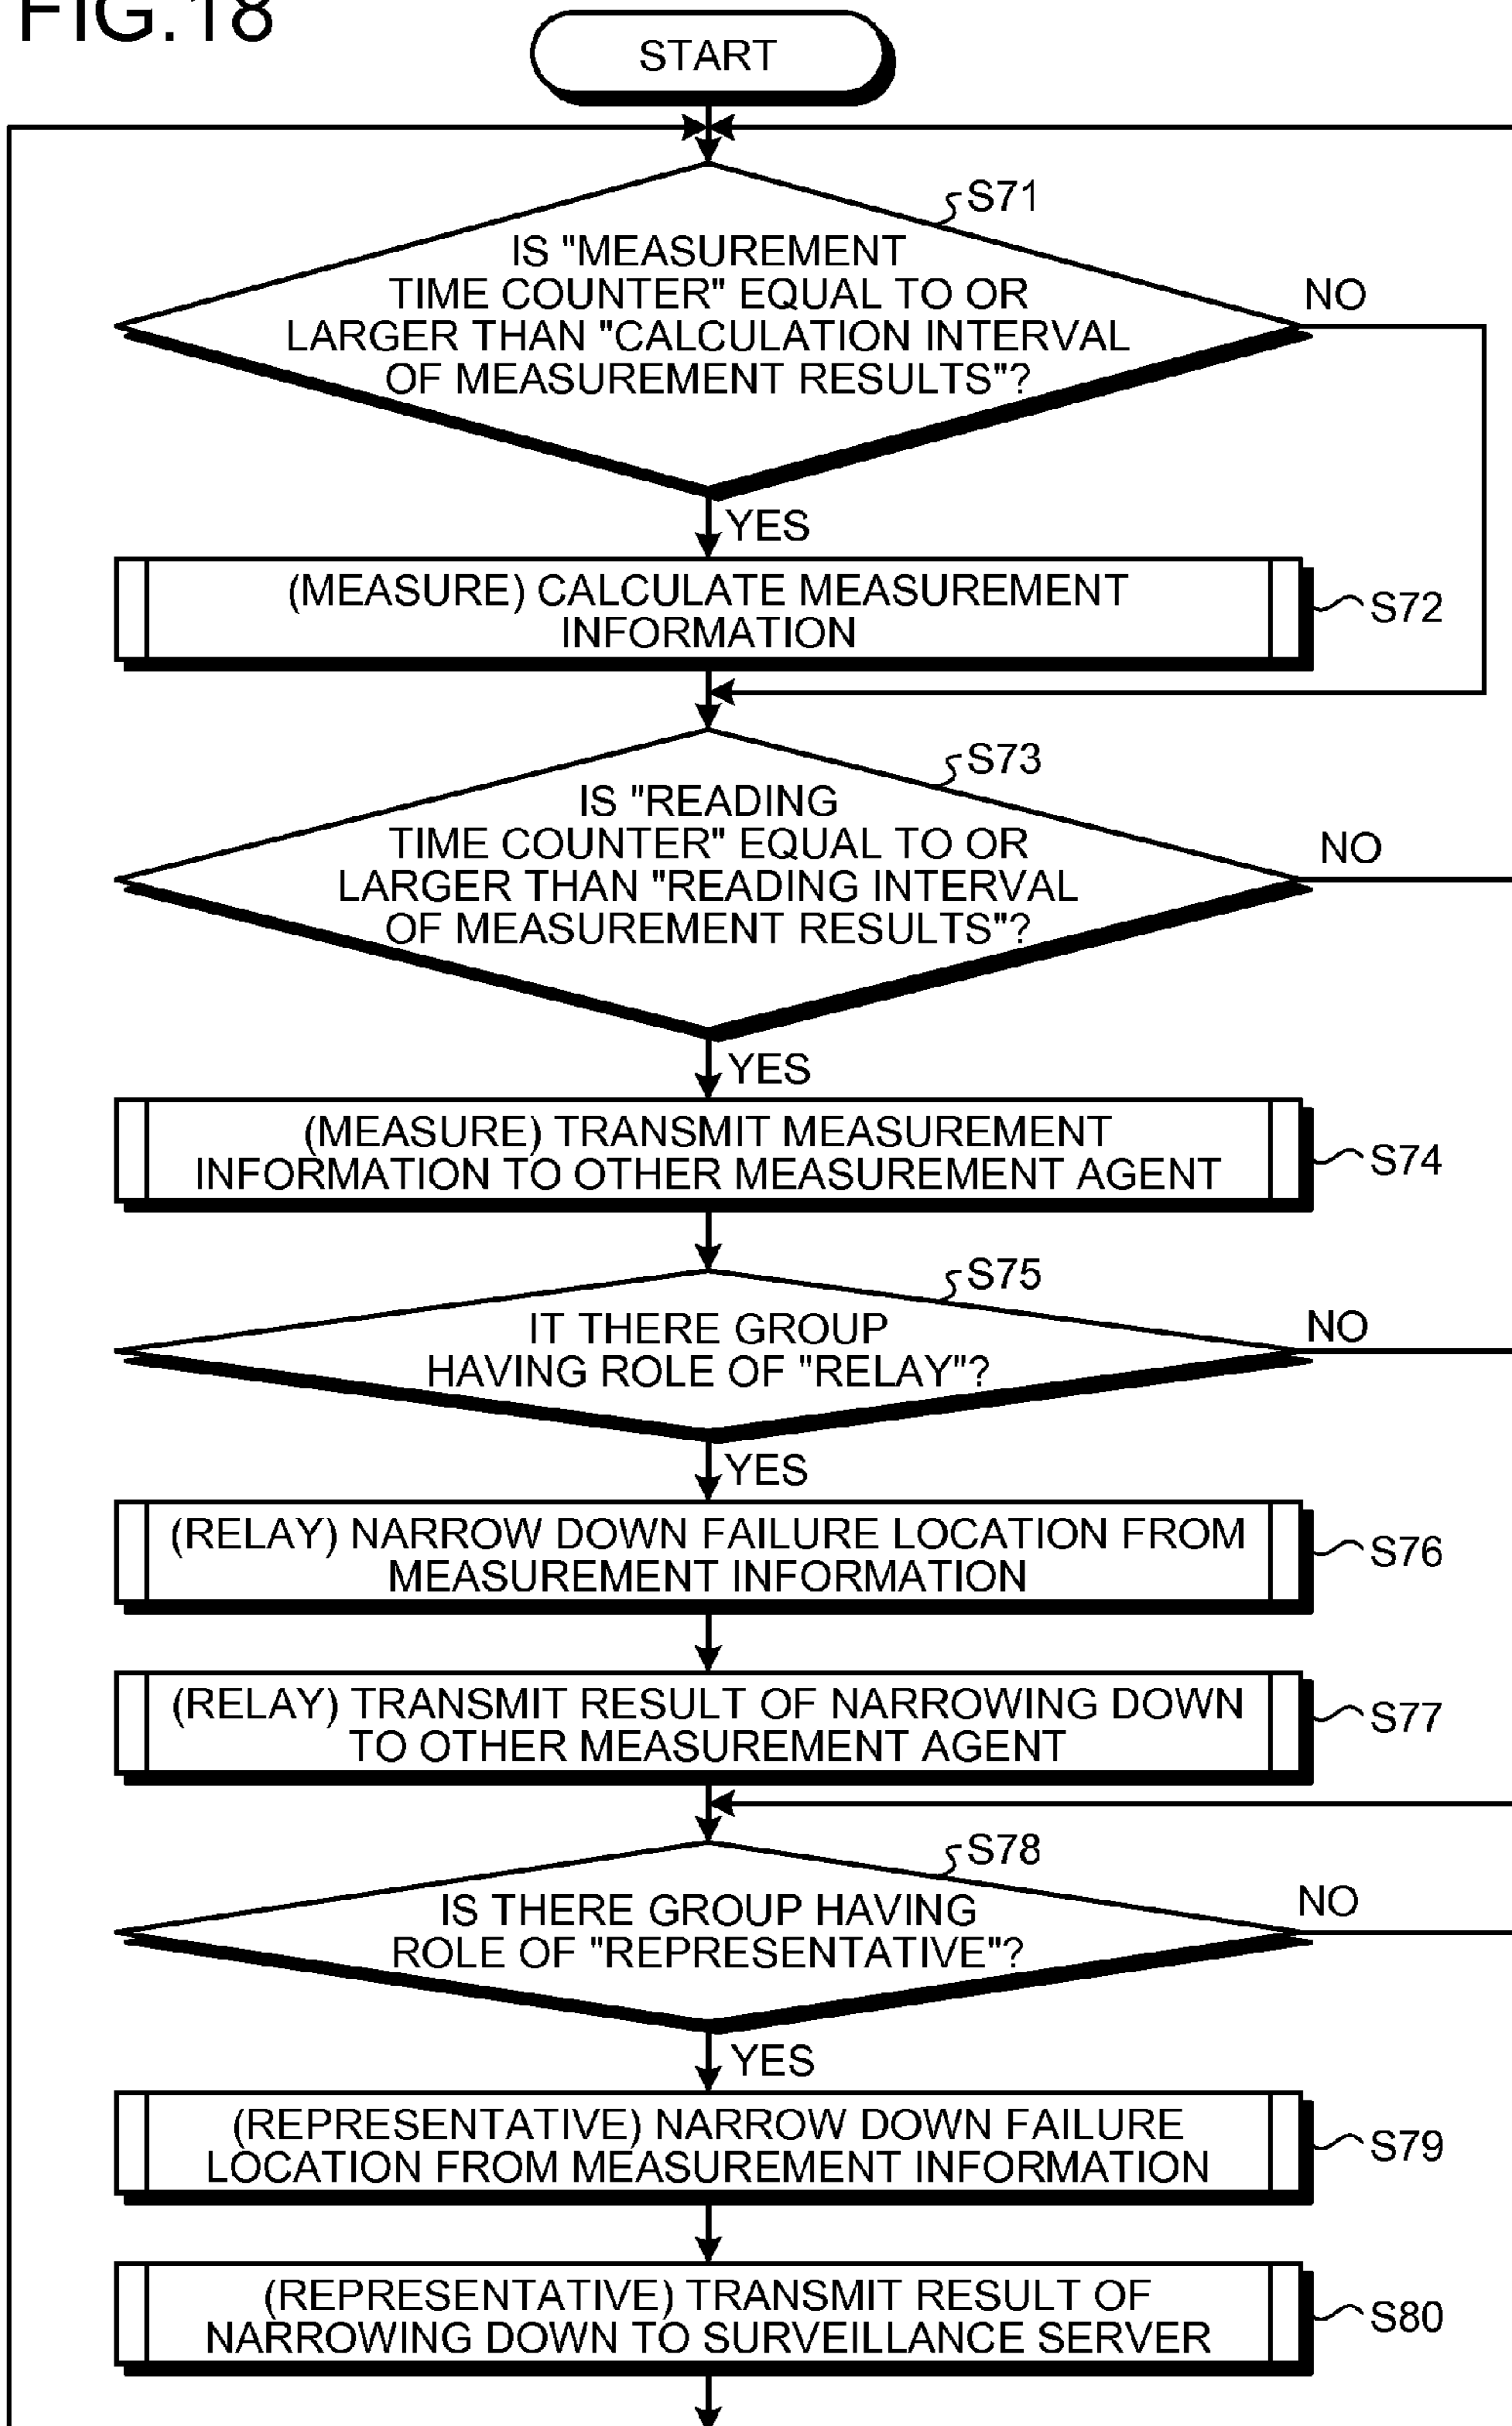 FIG.18
START
S71
IS "MEASUREMENT
TIME COUNTER" EQUAL TO OR
LARGER THAN "CALCULATION INTERVAL
OF MEASUREMENT RESULTS"?
NO
YES
(MEASURE) CALCULATE MEASUREMENT
INFORMATION
S72
S73
IS "READING
TIME COUNTER" EQUAL TO OR
LARGER THAN "READING INTERVAL
OF MEASUREMENT RESULTS"?
NO
YES
(MEASURE) TRANSMIT MEASUREMENT
INFORMATION TO OTHER MEASUREMENT AGENT
S74
S75
IT THERE GROUP
HAVING ROLE OF "RELAY"?
NO
YES
(RELAY) NARROW DOWN FAILURE LOCATION FROM
MEASUREMENT INFORMATION
S76
(RELAY) TRANSMIT RESULT OF NARROWING DOWN
TO OTHER MEASUREMENT AGENT
S77
S78
IS THERE GROUP HAVING
ROLE OF "REPRESENTATIVE"?
NO
YES
(REPRESENTATIVE) NARROW DOWN FAILURE
LOCATION FROM MEASUREMENT INFORMATION
S79
(REPRESENTATIVE) TRANSMIT RESULT OF
NARROWING DOWN TO SURVEILLANCE SERVER
S80